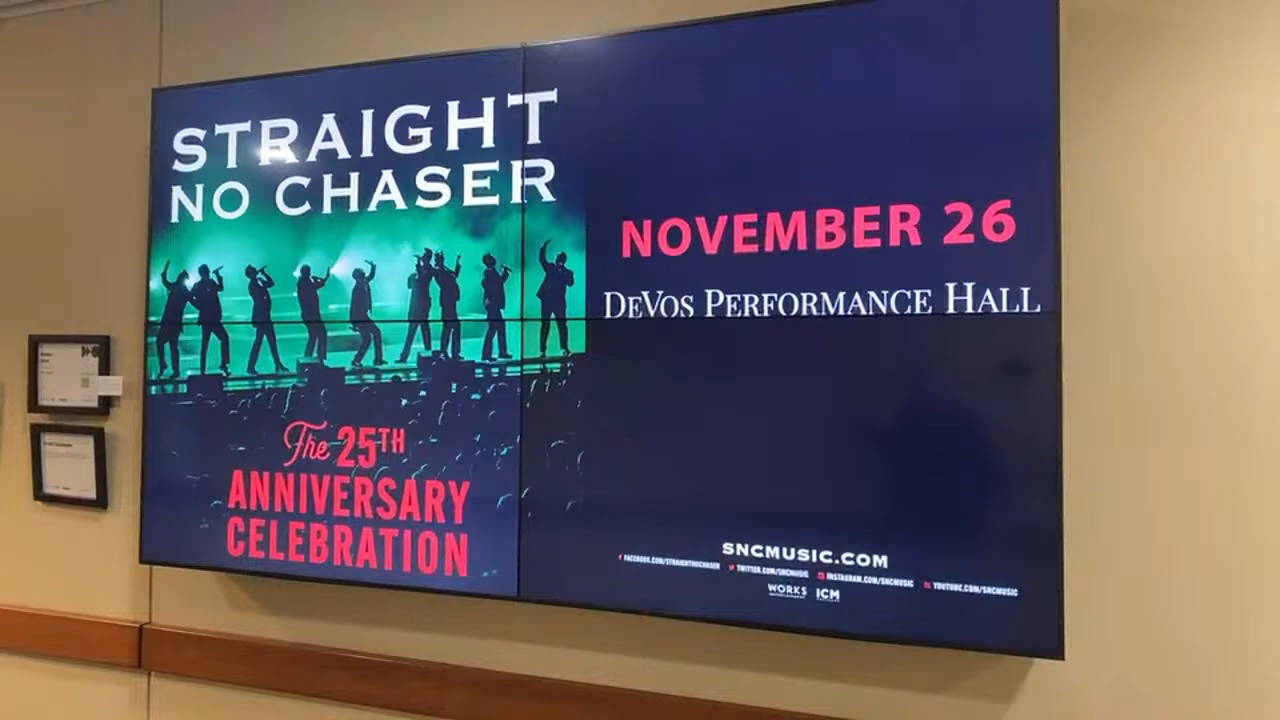 STRAIGHT
NO CHASER
The 25TH
ANNIVERSARY
CELEBRATION
NOVEMBER 26
DEVOS PERFORMANCE HALL
SNCMUSIC.COM
FACEBOOK.COM/STRAIGHTNOCHASER TWITTER.COM/SNCMUSIC INSTAGRAM.COM/SNCMUSIC YOUTUBE.COM/SNCMUSIC
WORKS ICM